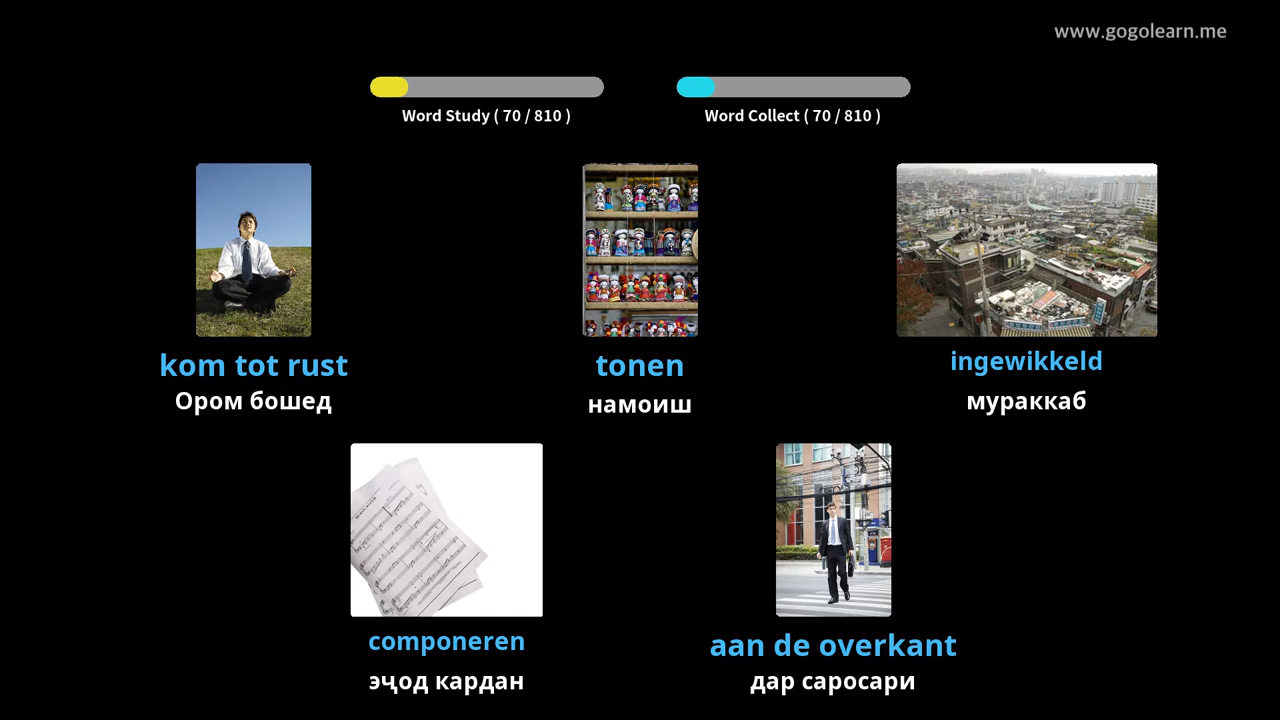 www.gogolearn.me
Word Study ( 70 / 810 )
Word Collect ( 70 / 810 )
kom tot rust
Ором бошед
tonen
намоиш
ingewikkeld
мураккаб
componeren
эҷод кардан
aan de overkant
дар саросари